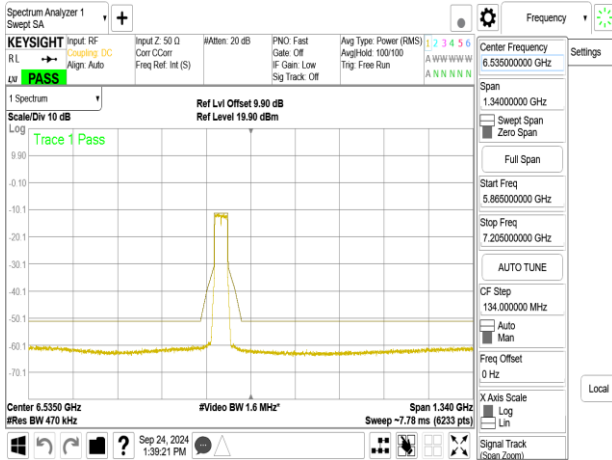 Spectrum Analyzer 1
Swept SA
+
Frequency
KEYSIGHT
RL
LXI
PASS
Input: RF
Coupling: DC
Align: Auto
Input Z: 50 Ω
Corr CCorr
Freq Ref: Int (S)
#Atten: 20 dB
PNO: Fast
Gate: Off
IF Gain: Low
Sig Track: Off
Avg Type: Power (RMS)
Avg|Hold: 100/100
Trig: Free Run
1 2 3 4 5 6
A W W W W W
A N N N N N
1 Spectrum
Scale/Div 10 dB
Ref Lvl Offset 9.90 dB
Ref Level 19.90 dBm
Log
Trace 1 Pass
9.90
-0.10
-10.1
-20.1
-30.1
-40.1
-50.1
-60.1
-70.1
Center 6.5350 GHz
#Res BW 470 kHz
#Video BW 1.6 MHz*
Span 1.340 GHz
Sweep ~7.78 ms (6233 pts)
Sep 24, 2024
1:39:21 PM
?
Center Frequency
6.535000000 GHz
Settings
Span
1.34000000 GHz
Swept Span
Zero Span
Full Span
Start Freq
5.865000000 GHz
Stop Freq
7.205000000 GHz
AUTO TUNE
CF Step
134.000000 MHz
Auto
Man
Freq Offset
0 Hz
X Axis Scale
Log
Lin
Local
Signal Track
(Span Zoom)